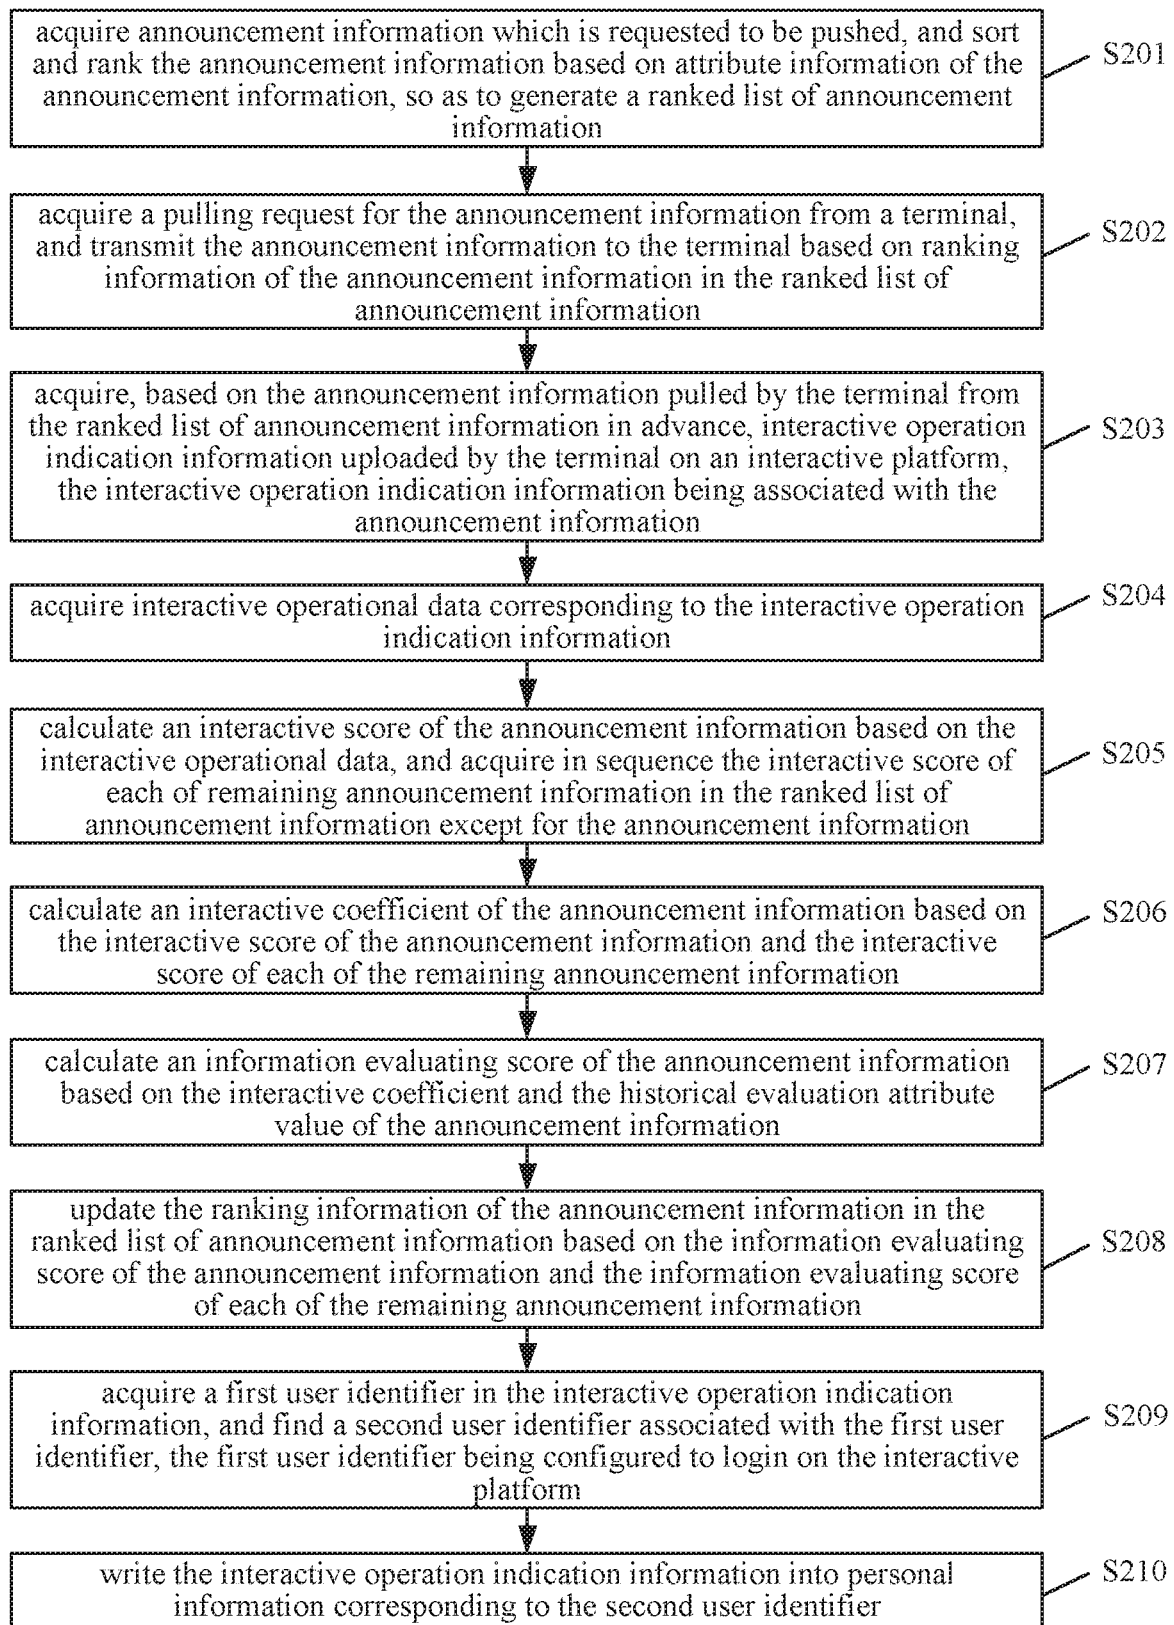 acquire announcement information which is requested to be pushed, and sort
and rank the announcement information based on attribute information of the
announcement information, so as to generate a ranked list of announcement
information
S201
acquire a pulling request for the announcement information from a terminal,
and transmit the announcement information to the terminal based on ranking
information of the announcement information in the ranked list of
announcement information
S202
acquire, based on the announcement information pulled by the terminal from
the ranked list of announcement information in advance, interactive operation
indication information uploaded by the terminal on an interactive platform,
the interactive operation indication information being associated with the
announcement information
S203
acquire interactive operational data corresponding to the interactive operation
indication information
S204
calculate an interactive score of the announcement information based on the
interactive operational data, and acquire in sequence the interactive score of
each of remaining announcement information in the ranked list of
announcement information except for the announcement information
S205
calculate an interactive coefficient of the announcement information based on
the interactive score of the announcement information and the interactive
score of each of the remaining announcement information
S206
calculate an information evaluating score of the announcement information
based on the interactive coefficient and the historical evaluation attribute
value of the announcement information
S207
update the ranking information of the announcement information in the
ranked list of announcement information based on the information evaluating
score of the announcement information and the information evaluating score
of each of the remaining announcement information
S208
acquire a first user identifier in the interactive operation indication
information, and find a second user identifier associated with the first user
identifier, the first user identifier being configured to login on the interactive
platform
S209
write the interactive operation indication information into personal
information corresponding to the second user identifier
S210